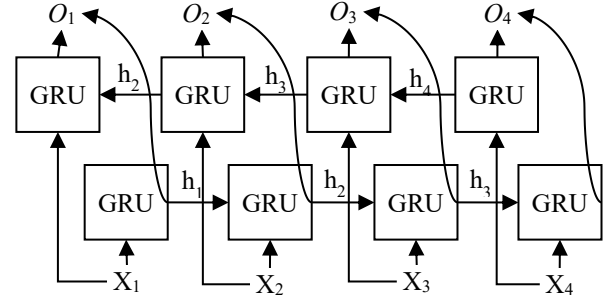 O₁ O₂ O₃ O₄
GRU h₂ GRU h₃ GRU h₄ GRU
GRU h₁ GRU h₂ GRU h₃ GRU
X₁ X₂ X₃ X₄